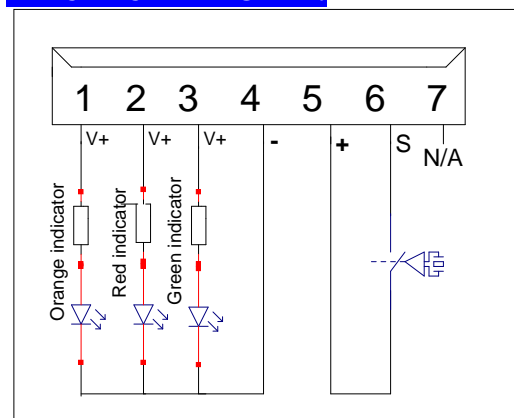 1 2 3 4 5 6 7
V+ V+ V+ - + S N/A
Orange indicator
Red indicator
Green indicator